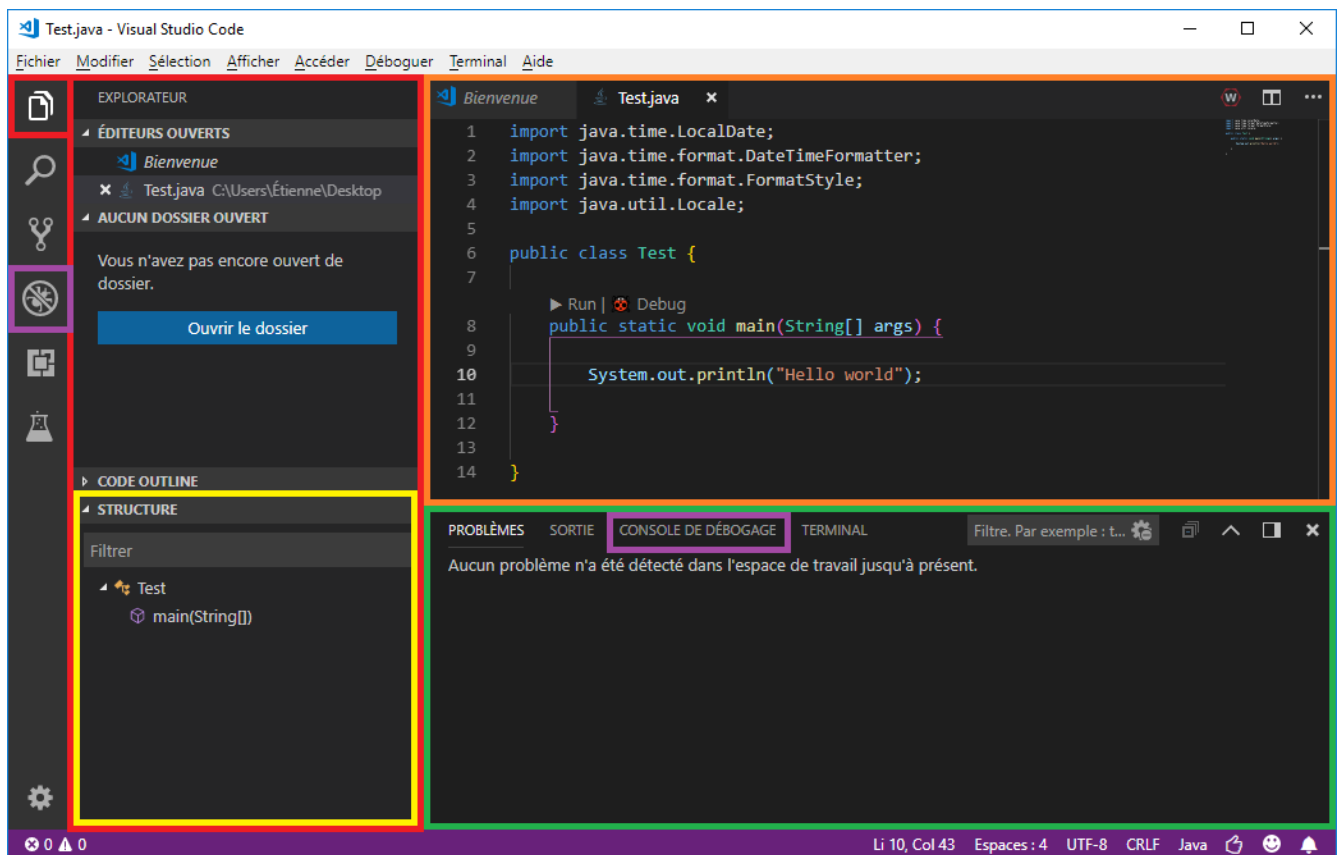 Test.java - Visual Studio Code
Fichier Modifier Sélection Afficher Accéder Déboguer Terminal Aide
EXPLORATEUR
ÉDITEURS OUVERTS
Bienvenue
Test.java C:\Users\Étienne\Desktop
AUCUN DOSSIER OUVERT
Vous n'avez pas encore ouvert de
dossier.
Ouvrir le dossier
CODE OUTLINE
STRUCTURE
Filtrer
Test
main(String[])
Bienvenue Test.java
W
1 import java.time.LocalDate;
2 import java.time.format.DateTimeFormatter;
3 import java.time.format.FormatStyle;
4 import java.util.Locale;
5
6 public class Test {
7
Run | Debug
8 public static void main(String[] args) {
9
10 System.out.println("Hello world");
11
12 }
13
14 }
PROBLÈMES SORTIE CONSOLE DE DÉBOGAGE TERMINAL Filtre. Par exemple : t...
Aucun problème n'a été détecté dans l'espace de travail jusqu'à présent.
0 0 Li 10, Col 43 Espaces : 4 UTF-8 CRLF Java